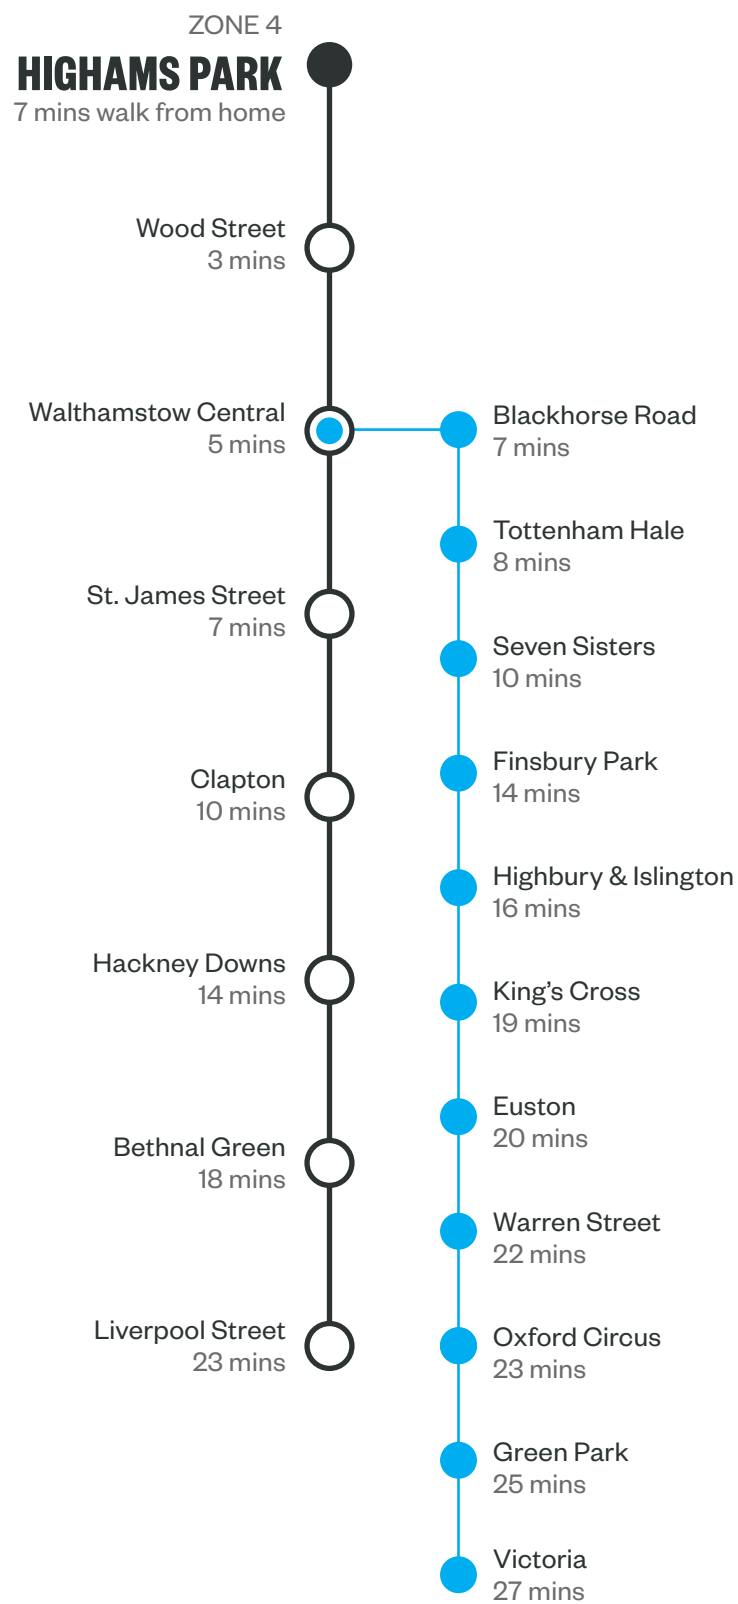 ZONE 4
HIGHAMS PARK
7 mins walk from home
Wood Street
3 mins
Walthamstow Central
5 mins
St. James Street
7 mins
Clapton
10 mins
Hackney Downs
14 mins
Bethnal Green
18 mins
Liverpool Street
23 mins
Blackhorse Road
7 mins
Tottenham Hale
8 mins
Seven Sisters
10 mins
Finsbury Park
14 mins
Highbury & Islington
16 mins
King’s Cross
19 mins
Euston
20 mins
Warren Street
22 mins
Oxford Circus
23 mins
Green Park
25 mins
Victoria
27 mins